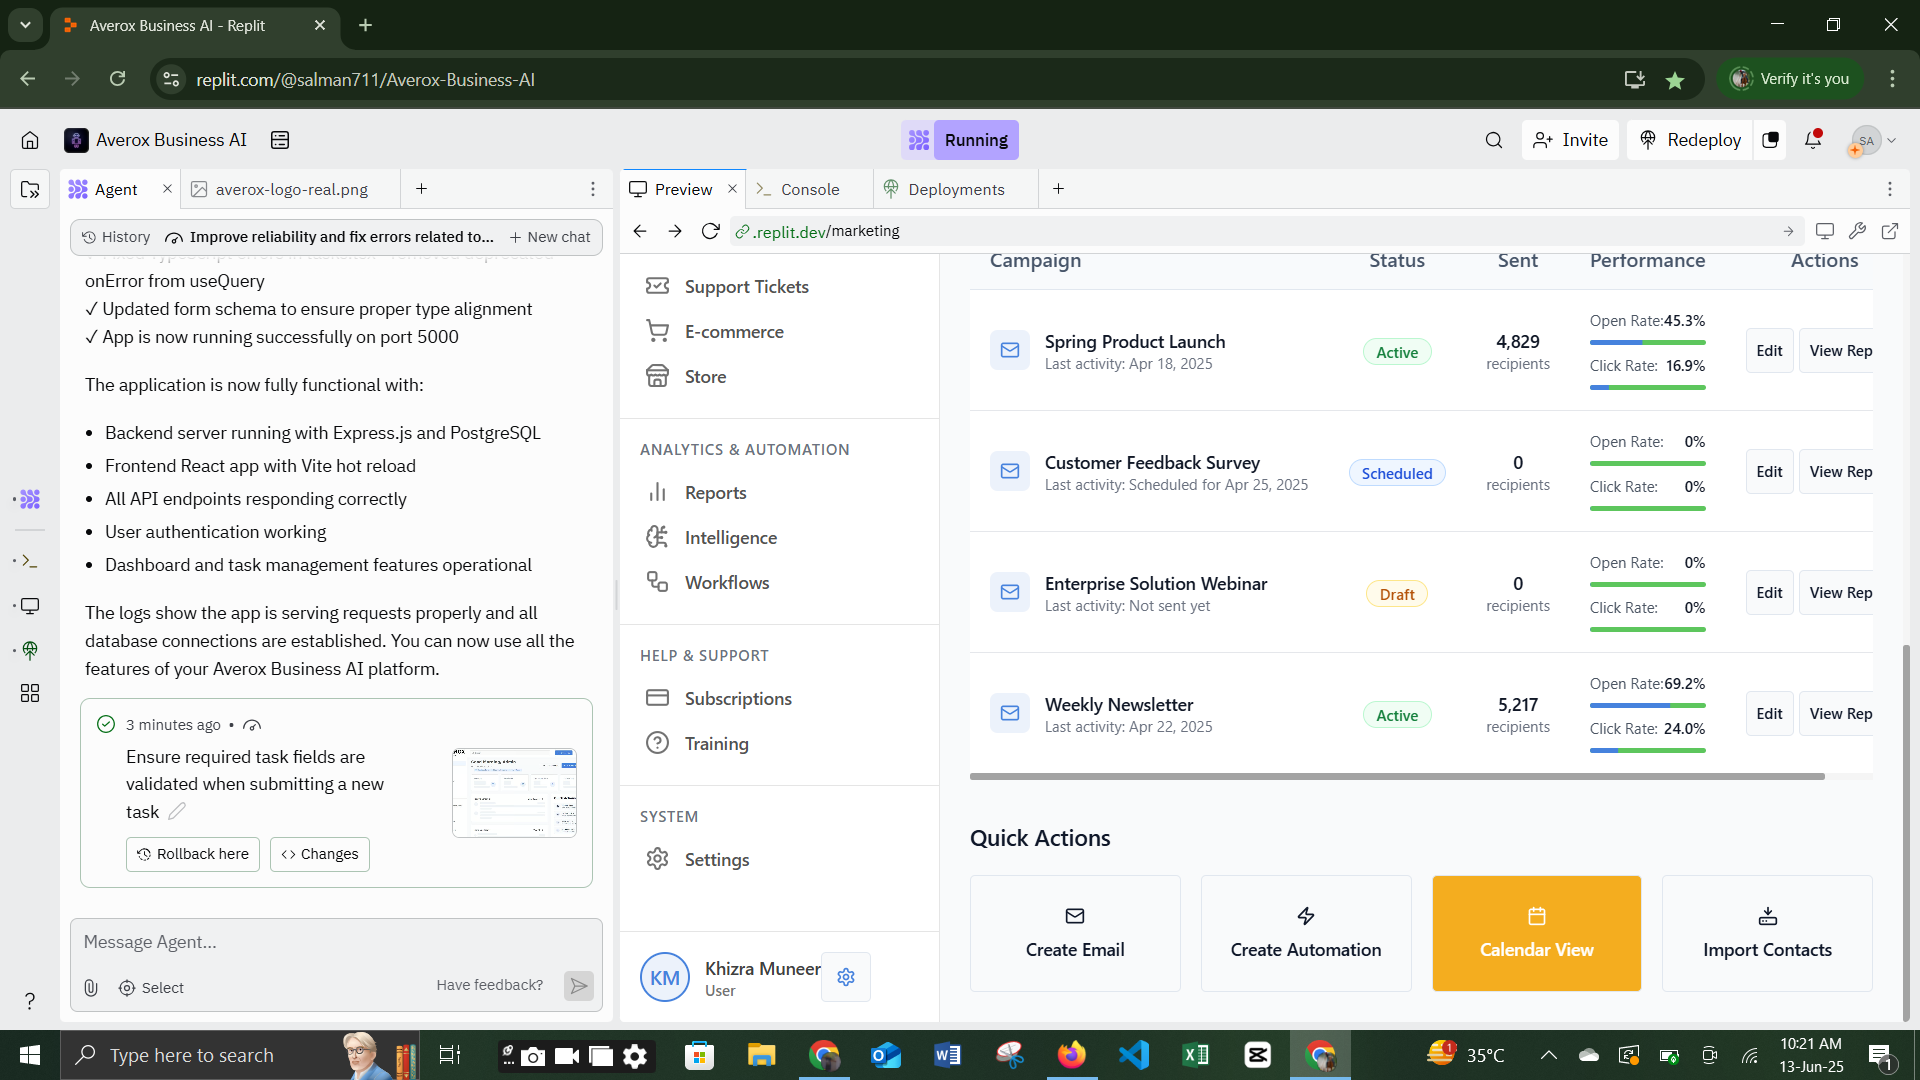 Averox Business AI - Replit
replit.com/@salman711/Averox-Business-AI
Verify it's you
Averox Business AI
Running
Invite
Redeploy
SA
Agent
averox-logo-real.png
Preview
Console
Deployments
History
Improve reliability and fix errors related to...
New chat
.replit.dev/marketing
onError from useQuery
✓ Updated form schema to ensure proper type alignment
✓ App is now running successfully on port 5000
The application is now fully functional with:
• Backend server running with Express.js and PostgreSQL
• Frontend React app with Vite hot reload
• All API endpoints responding correctly
• User authentication working
• Dashboard and task management features operational
The logs show the app is serving requests properly and all
database connections are established. You can now use all the
features of your Averox Business AI platform.
3 minutes ago •
Ensure required task fields are
validated when submitting a new
task
Rollback here
Changes
Message Agent...
Select
Have feedback?
Support Tickets
E-commerce
Store
ANALYTICS & AUTOMATION
Reports
Intelligence
Workflows
HELP & SUPPORT
Subscriptions
Training
SYSTEM
Settings
KM
Khizra Muneer
User
Campaign
Status
Sent
Performance
Actions
Spring Product Launch
Last activity: Apr 18, 2025
Active
4,829
recipients
Open Rate: 45.3%
Click Rate: 16.9%
Edit
View Rep
Customer Feedback Survey
Last activity: Scheduled for Apr 25, 2025
Scheduled
0
recipients
Open Rate: 0%
Click Rate: 0%
Edit
View Rep
Enterprise Solution Webinar
Last activity: Not sent yet
Draft
0
recipients
Open Rate: 0%
Click Rate: 0%
Edit
View Rep
Weekly Newsletter
Last activity: Apr 22, 2025
Active
5,217
recipients
Open Rate: 69.2%
Click Rate: 24.0%
Edit
View Rep
Quick Actions
Create Email
Create Automation
Calendar View
Import Contacts
Type here to search
1
35°C
10:21 AM
13-Jun-25
1